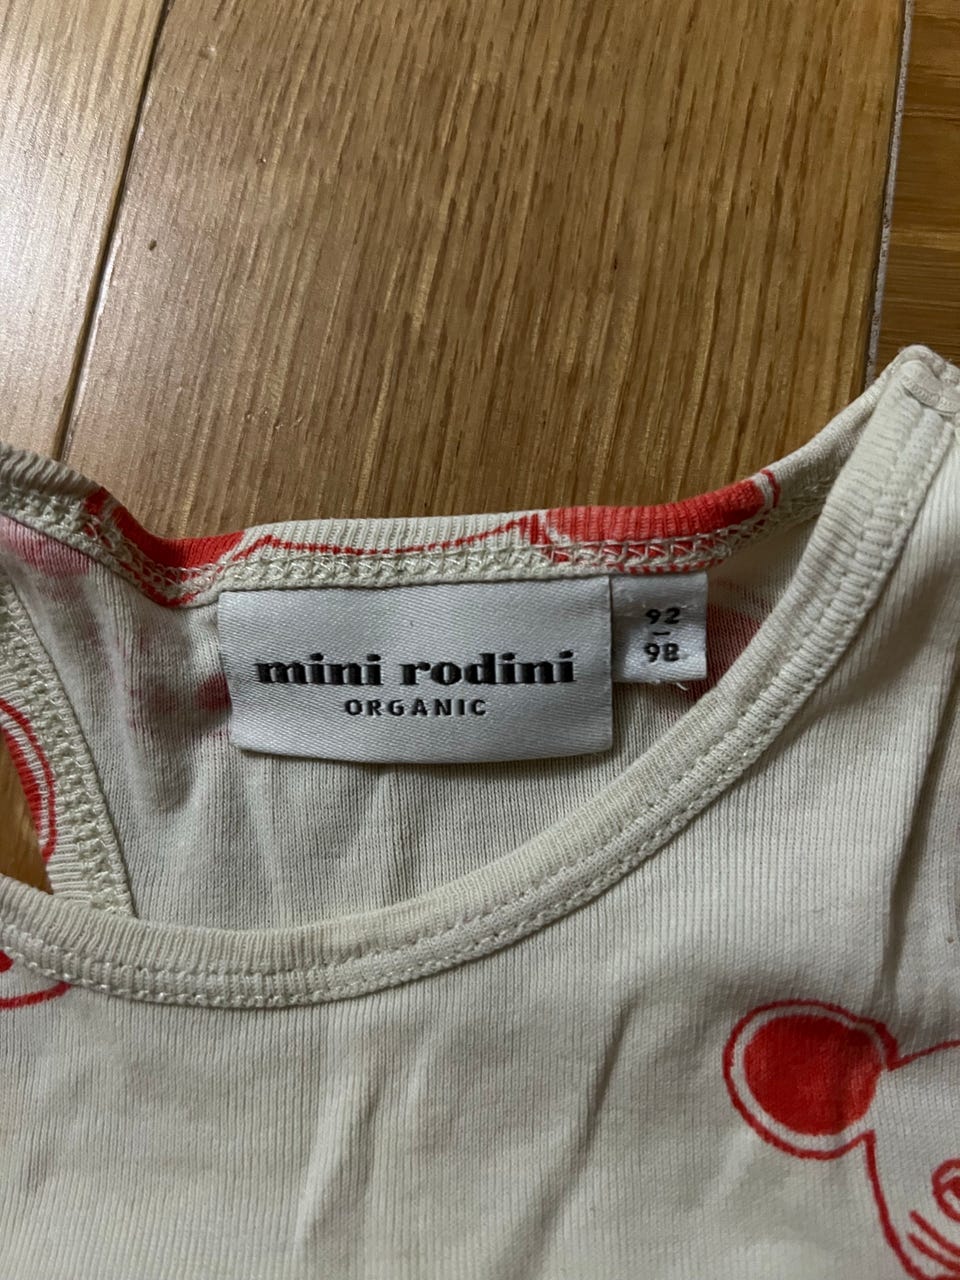 mini rodini
ORGANIC
92
–
98